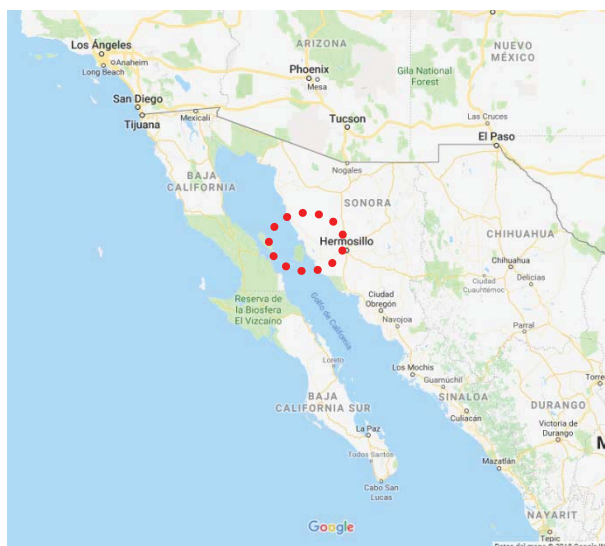 NUEVO
MÉXICO
Los Ángeles
Anaheim
Long Beach
ARIZONA
Phoenix
Mesa
Gila National
Forest
San Diego
Tijuana
Mexicali
Tucson
Las Cruces
El Paso
Nogales
BAJA
CALIFORNIA
SONORA
Hermosillo
CHIHUAHUA
Chihuahua
Ciudad
Cuauhtémoc
Delicias
Reserva de
la Biosfera
El Vizcaíno
Golfo de California
Ciudad
Obregón
Navojoa
Parral
Loreto
Los Mochis
Guamúchil
Torre
BAJA
CALIFORNIA SUR
SINALOA
Culiacán
DURANGO
La Paz
Victoria de
Durango
M
Todos Santos
Mazatlán
Cabo San
Lucas
NAYARIT
Google
Tepic